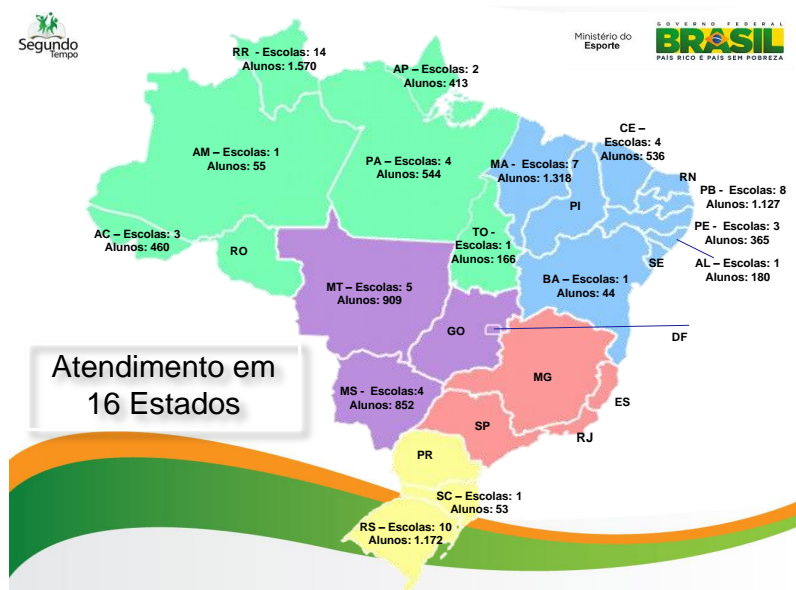 Segundo
Tempo
Ministério do
Esporte
GOVERNO FEDERAL
BRASIL
PAÍS RICO É PAÍS SEM POBREZA
RR - Escolas: 14
Alunos: 1.570
AP – Escolas: 2
Alunos: 413
CE –
Escolas: 4
Alunos: 536
AM – Escolas: 1
Alunos: 55
PA – Escolas: 4
Alunos: 544
MA - Escolas: 7
Alunos: 1.318
RN
PB - Escolas: 8
Alunos: 1.127
PI
PE - Escolas: 3
Alunos: 365
AC – Escolas: 3
Alunos: 460
RO
TO -
Escolas: 1
Alunos: 166
SE
AL – Escolas: 1
Alunos: 180
MT – Escolas: 5
Alunos: 909
BA – Escolas: 1
Alunos: 44
GO
DF
Atendimento em
16 Estados
MS - Escolas:4
Alunos: 852
MG
ES
SP
RJ
PR
SC – Escolas: 1
Alunos: 53
RS – Escolas: 10
Alunos: 1.172